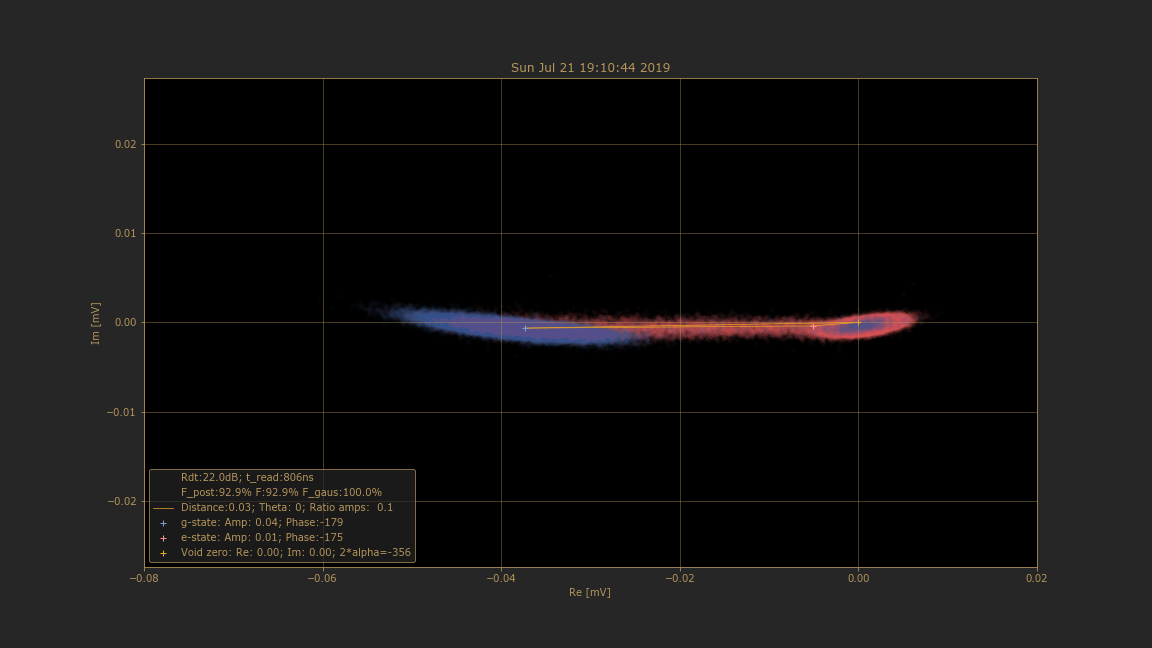 Sun Jul 21 19:10:44 2019
0.02
0.01
0.00
−0.01
−0.02
Im [mV]
Rdt:22.0dB; t_read:806ns
F_post:92.9% F:92.9% F_gaus:100.0%
Distance:0.03; Theta: 0; Ratio amps:  0.1
g-state: Amp: 0.04; Phase:-179
e-state: Amp: 0.01; Phase:-175
Void zero: Re: 0.00; Im: 0.00; 2*alpha=-356
−0.08
−0.06
−0.04
−0.02
0.00
0.02
Re [mV]